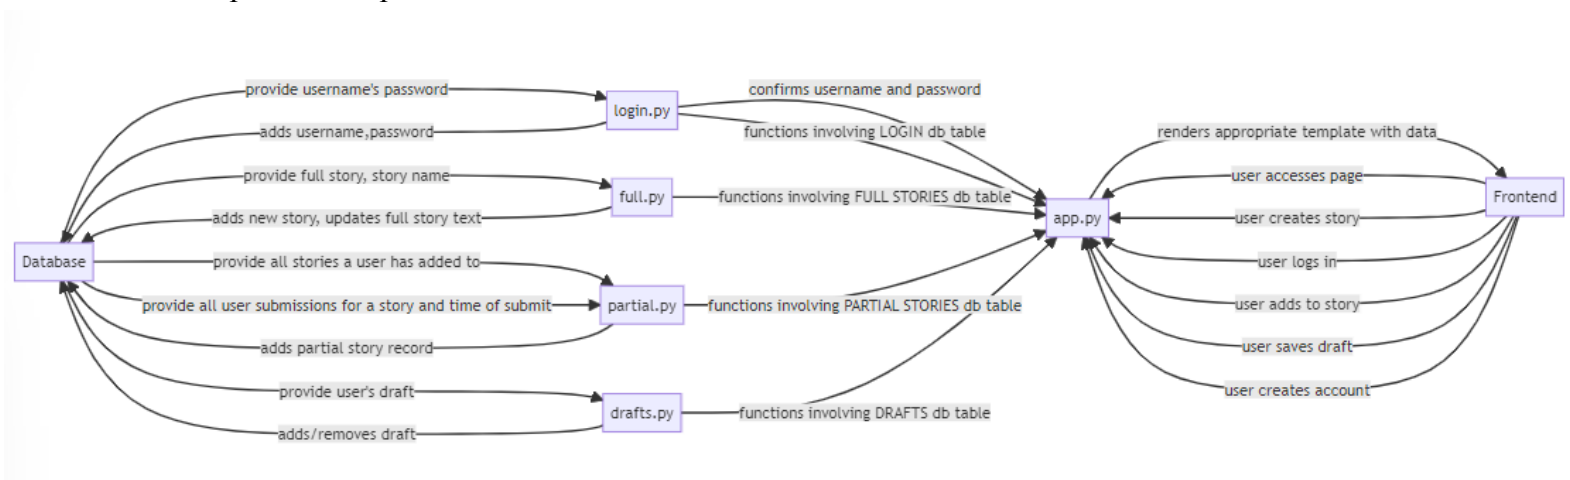 provide username's password
confirms username and password
login.py
adds username,password
functions involving LOGIN db table
renders appropriate template with data
provide full story, story name
user accesses page
full.py
functions involving FULL STORIES db table
Frontend
adds new story, updates full story text
app.py
user creates story
Database
provide all stories a user has added to
user logs in
provide all user submissions for a story and time of submit
partial.py
functions involving PARTIAL STORIES db table
user adds to story
adds partial story record
user saves draft
provide user's draft
user creates account
drafts.py
functions involving DRAFTS db table
adds/removes draft